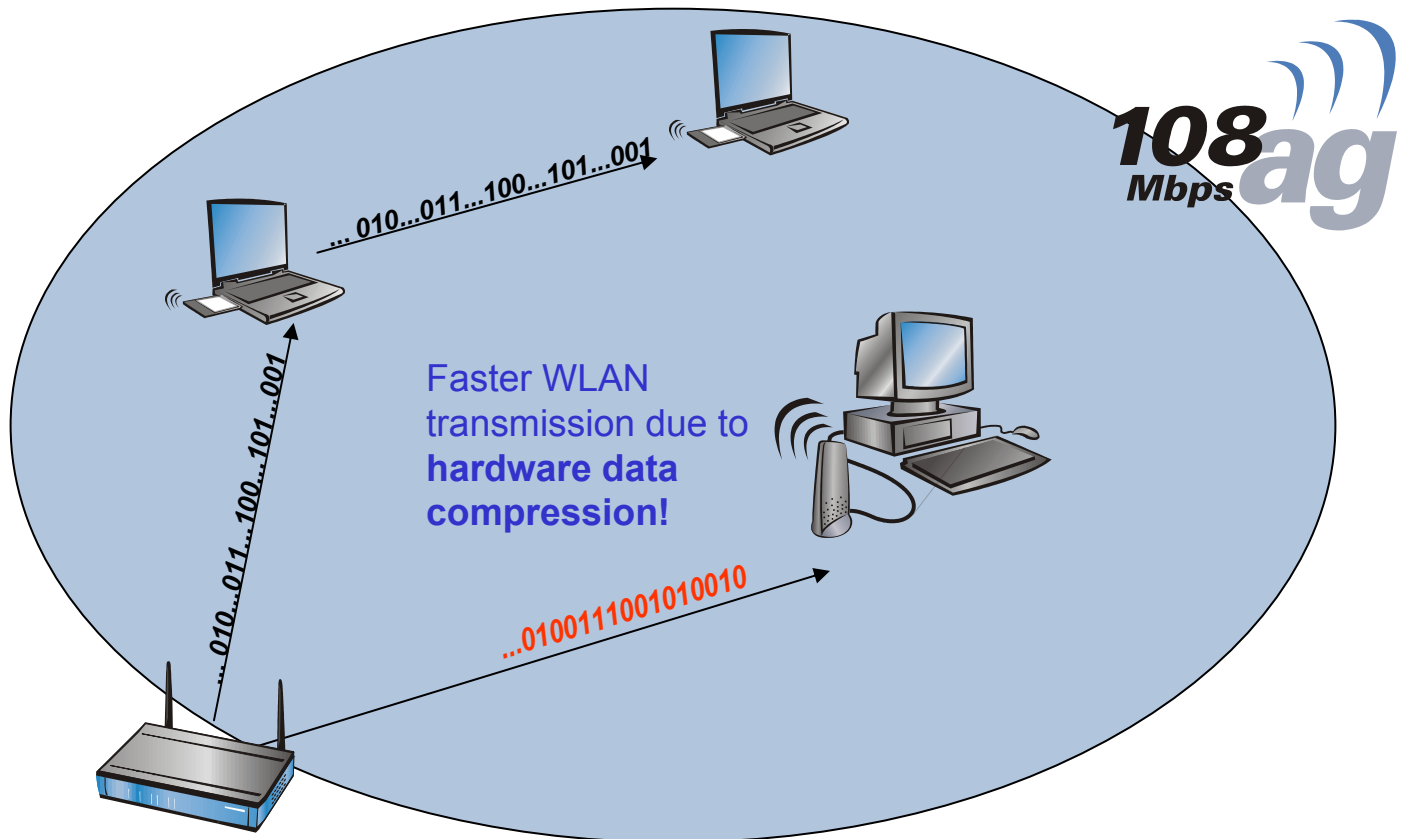 108
Mbps ag
... 010...011...100...101...001
... 010...011...100...101...001
Faster WLAN
transmission due to
hardware data
compression!
...0100111001010010